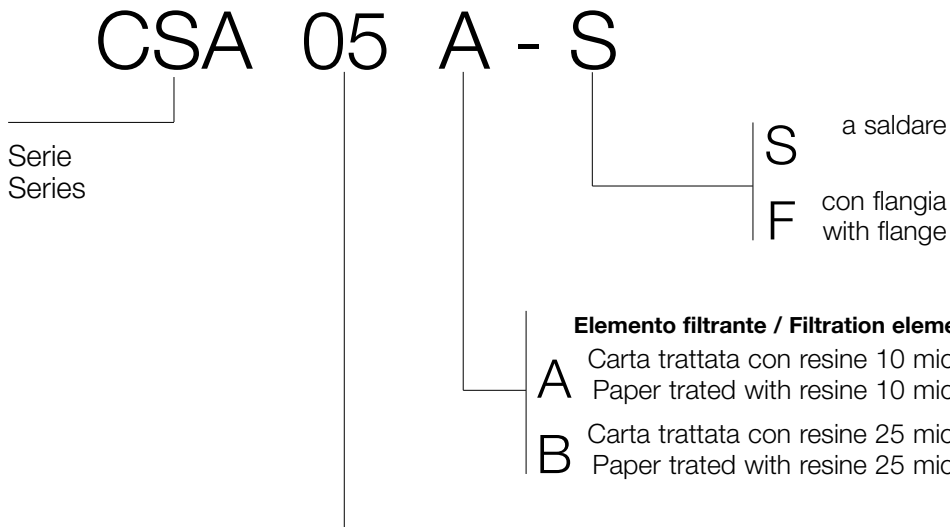 CSA 05 A - S
Serie
Series
S a saldare
F con flangia
with flange
Elemento filtrante / Filtration
A Carta trattata con resine 10
Paper trated with resine 10
B Carta trattata con resine 25
Paper trated with resine 25